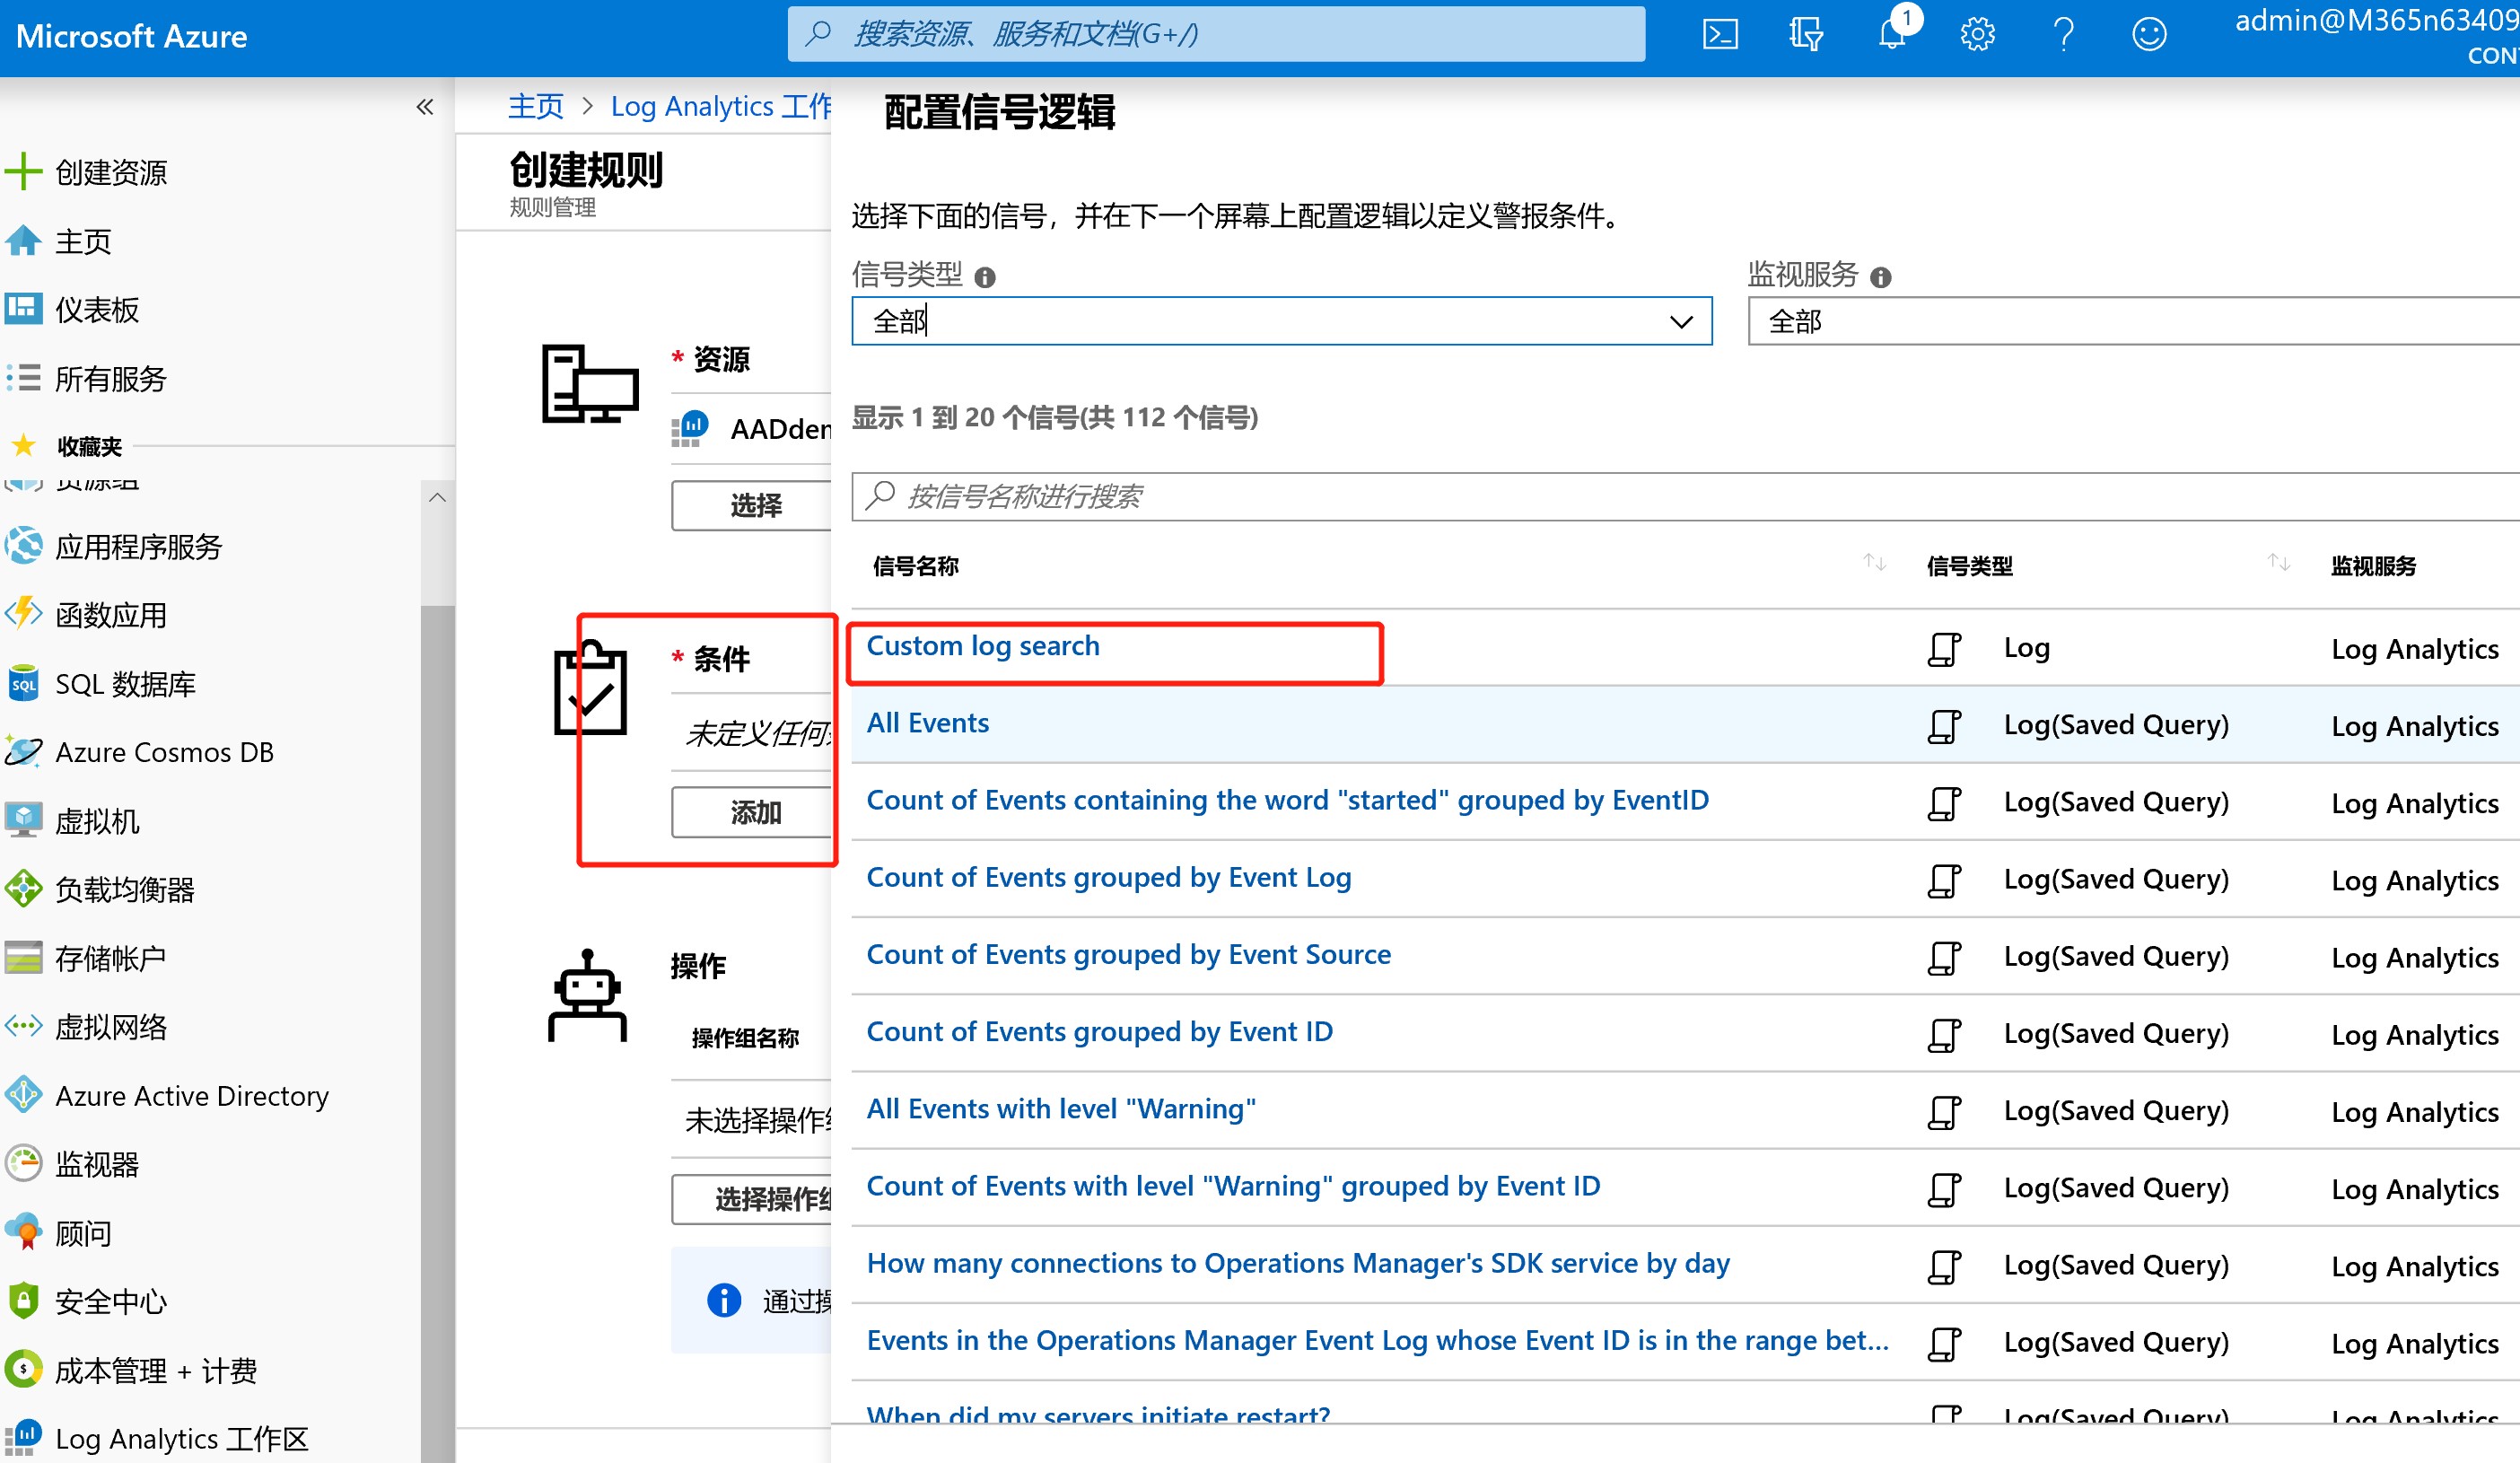 Microsoft Azure
搜索资源、服务和文档(G+/)
1
admin@M365n63409
CON
主页 > Log Analytics 工作
创建规则
规则管理
创建资源
主页
仪表板
所有服务
收藏夹
资源组
应用程序服务
函数应用
SQL 数据库
Azure Cosmos DB
虚拟机
负载均衡器
存储帐户
虚拟网络
Azure Active Directory
监视器
顾问
安全中心
成本管理 + 计费
Log Analytics 工作区
* 资源
AADdem
选择
* 条件
未定义任何
添加
操作
操作组名称
未选择操作组
选择操作组
通过操
配置信号逻辑
选择下面的信号，并在下一个屏幕上配置逻辑以定义警报条件。
信号类型
全部
监视服务
全部
显示 1 到 20 个信号(共 112 个信号)
按信号名称进行搜索
信号名称 信号类型 监视服务
Custom log search Log Log Analytics
All Events Log(Saved Query) Log Analytics
Count of Events containing the word "started" grouped by EventID Log(Saved Query) Log Analytics
Count of Events grouped by Event Log Log(Saved Query) Log Analytics
Count of Events grouped by Event Source Log(Saved Query) Log Analytics
Count of Events grouped by Event ID Log(Saved Query) Log Analytics
All Events with level "Warning" Log(Saved Query) Log Analytics
Count of Events with level "Warning" grouped by Event ID Log(Saved Query) Log Analytics
How many connections to Operations Manager's SDK service by day Log(Saved Query) Log Analytics
Events in the Operations Manager Event Log whose Event ID is in the range bet... Log(Saved Query) Log Analytics
When did my servers initiate restart? Log(Saved Query) Log Analytics